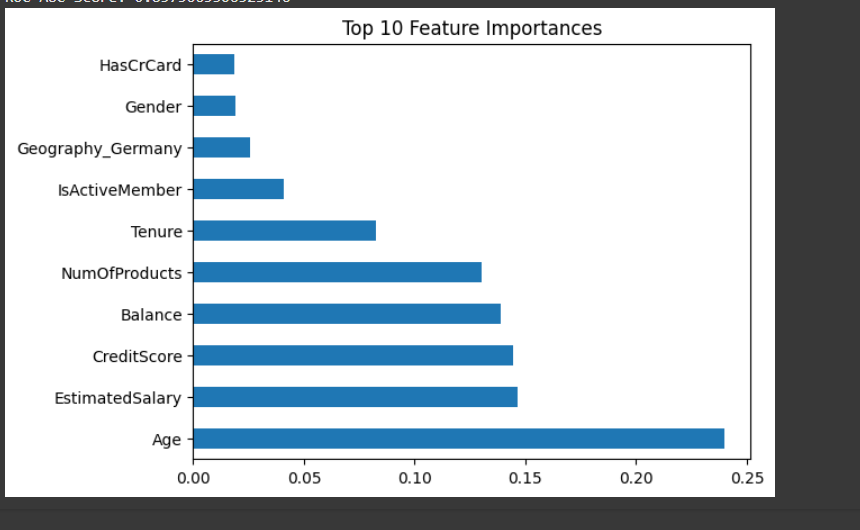 Top 10 Feature Importances
HasCrCard
Gender
Geography_Germany
IsActiveMember
Tenure
NumOfProducts
Balance
CreditScore
EstimatedSalary
Age
0.00 0.05 0.10 0.15 0.20 0.25